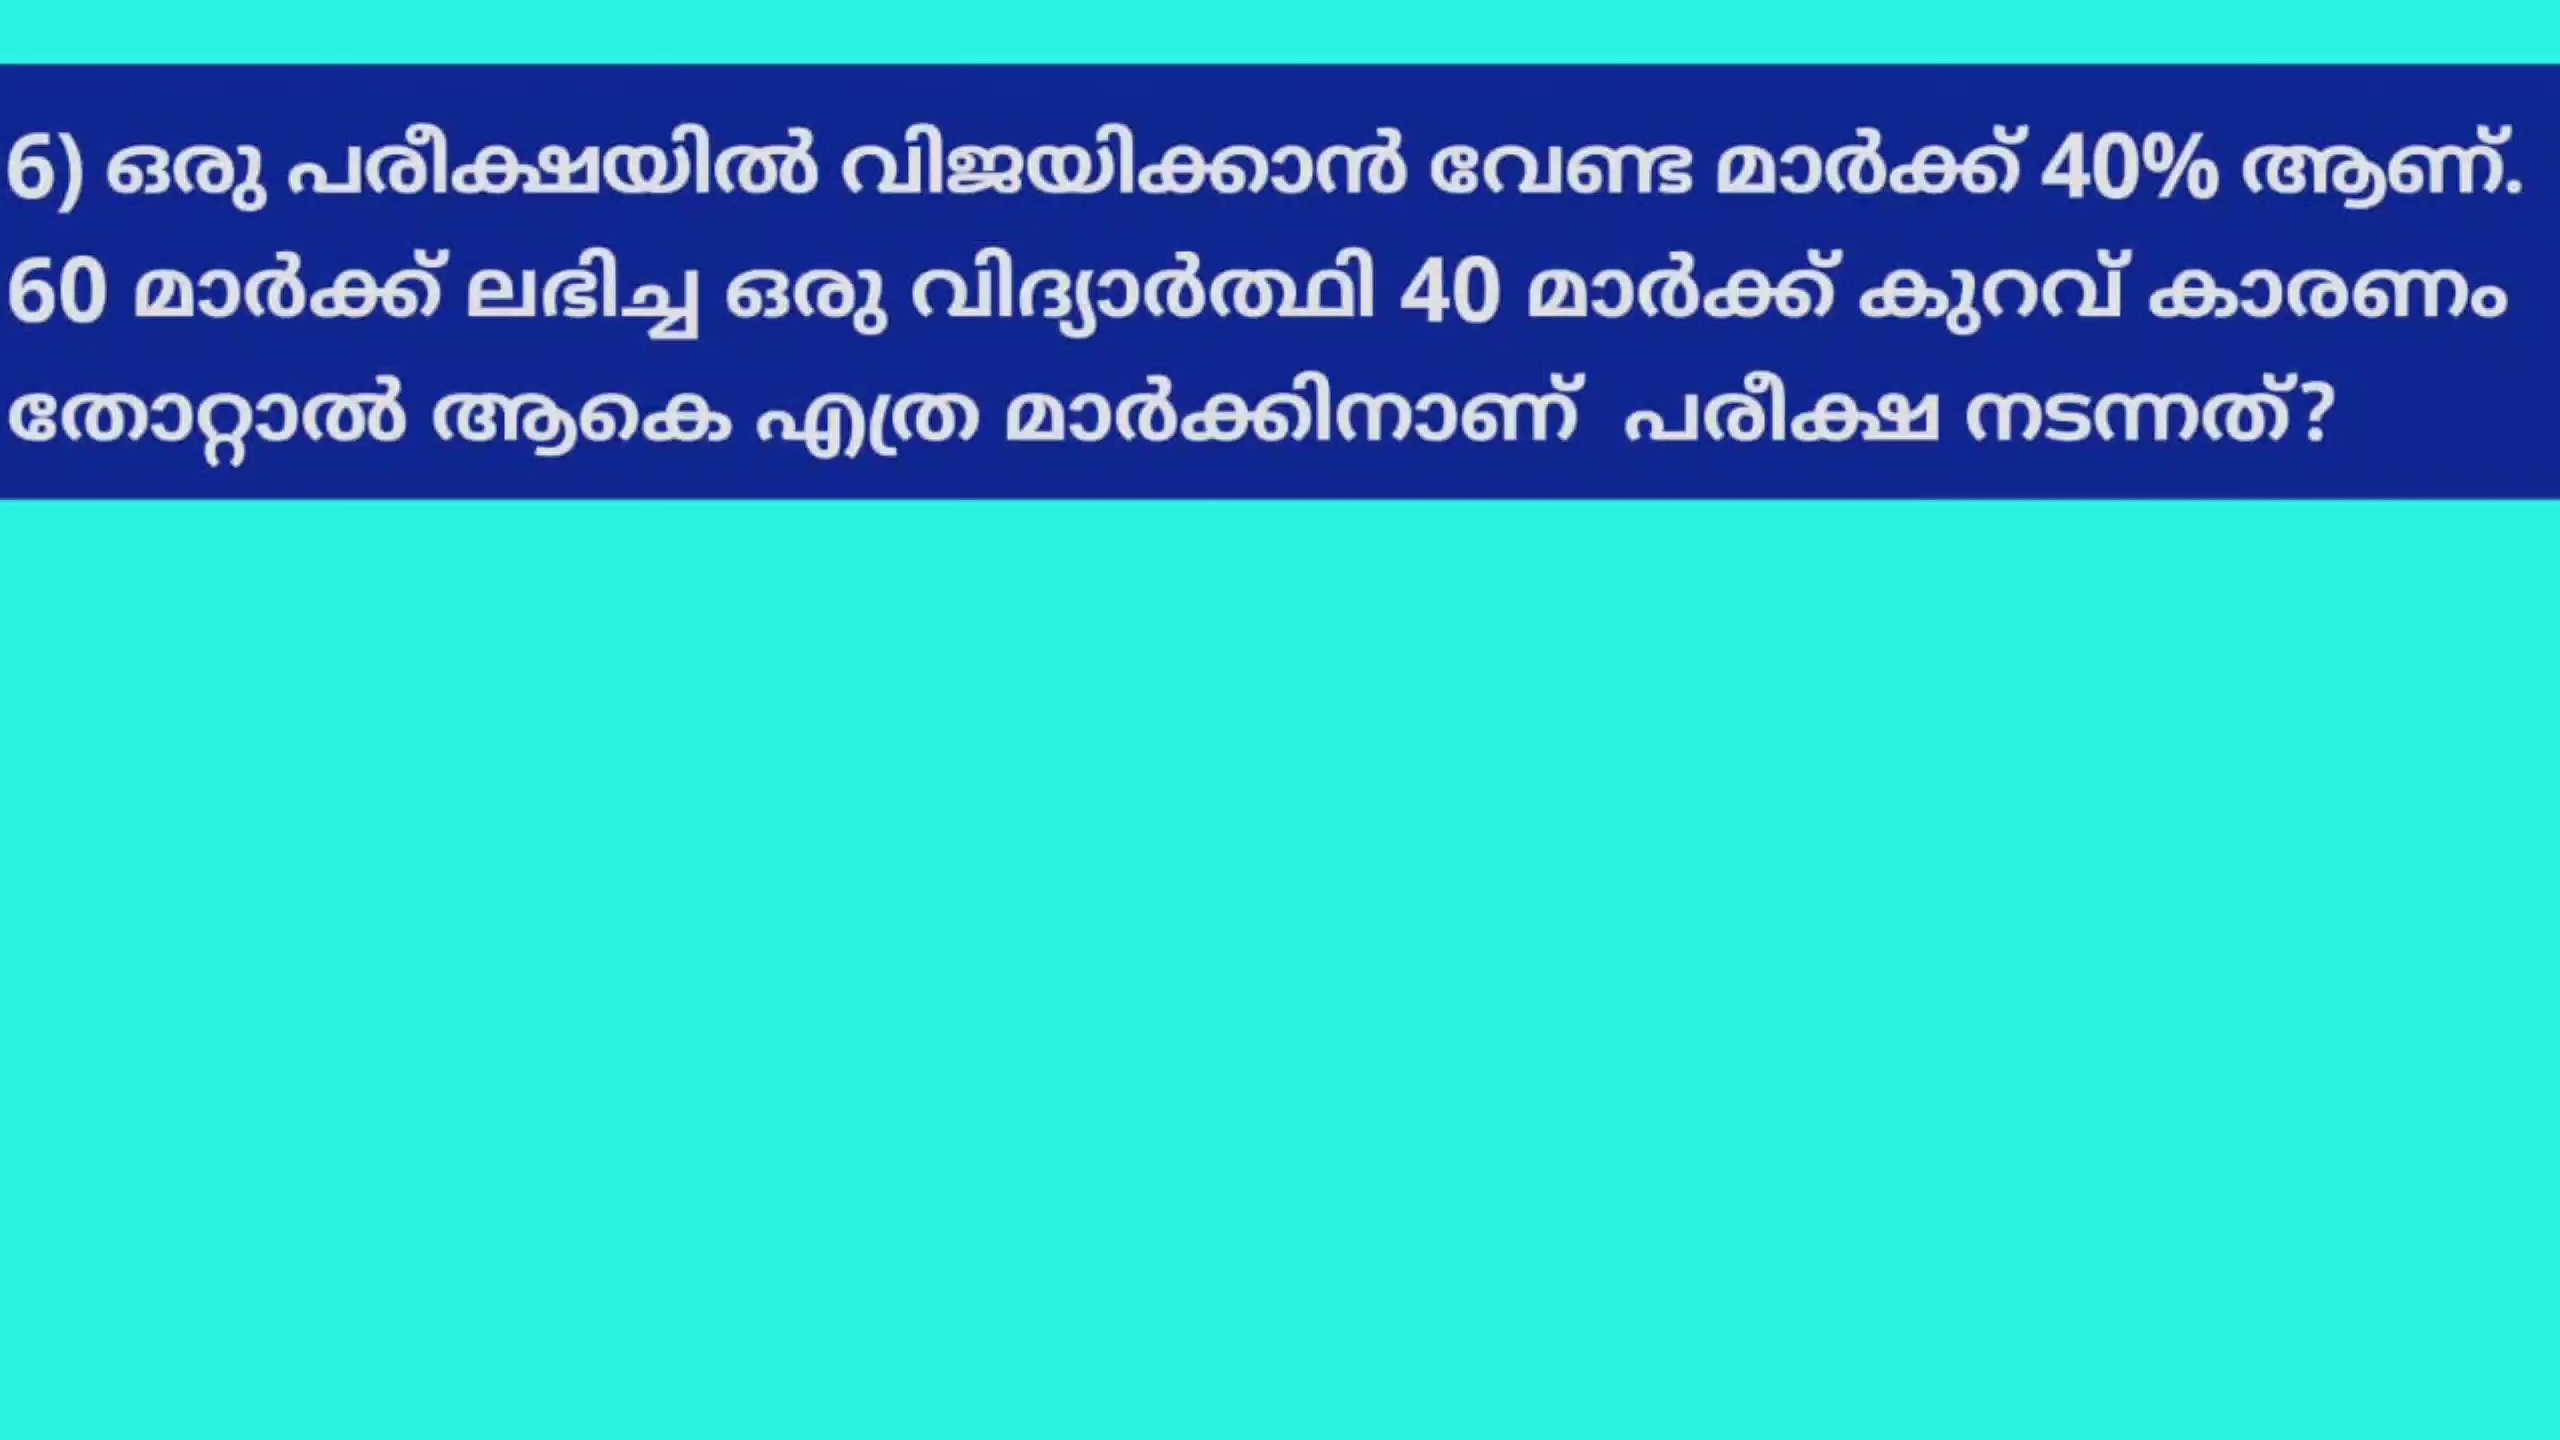 6) ഒരു പരീക്ഷയിൽ വിജയിക്കാൻ വേണ്ട മാർക്ക് 40% ആണ്.
60 മാർക്ക് ലഭിച്ച ഒരു വിദ്യാർത്ഥി 40 മാർക്ക് കുറവ് കാരണം
തോറ്റാൽ ആകെ എത്ര മാർക്കിനാണ് പരീക്ഷ നടന്നത്?